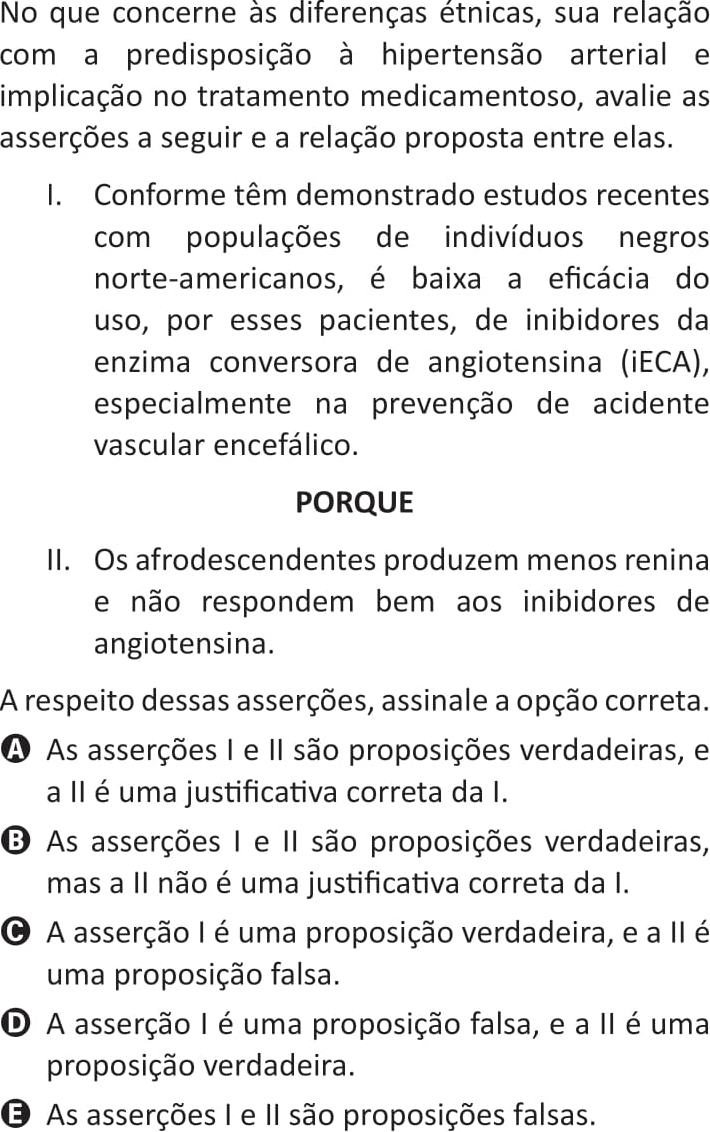 No que concerne às diferenças étnicas, sua relação
com a predisposição à hipertensão arterial e
implicação no tratamento medicamentoso, avalie as
asserções a seguir e a relação proposta entre elas.
I. Conforme têm demonstrado estudos recentes
com populações de indivíduos negros
norte-americanos, é baixa a eficácia do
uso, por esses pacientes, de inibidores da
enzima conversora de angiotensina (iECA),
especialmente na prevenção de acidente
vascular encefálico.
PORQUE
II. Os afrodescendentes produzem menos renina
e não respondem bem aos inibidores de
angiotensina.
A respeito dessas asserções, assinale a opção correta.
A As asserções I e II são proposições verdadeiras, e
a II é uma justificativa correta da I.
B As asserções I e II são proposições verdadeiras,
mas a II não é uma justificativa correta da I.
C A asserção I é uma proposição verdadeira, e a II é
uma proposição falsa.
D A asserção I é uma proposição falsa, e a II é uma
proposição verdadeira.
E As asserções I e II são proposições falsas.